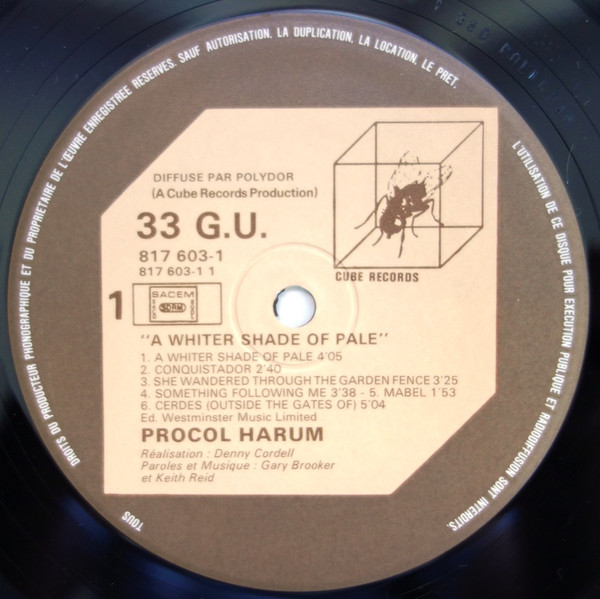 TOUS DROITS DU PRODUCTEUR PHONOGRAPHIQUE ET DU PROPRIETAIRE DE L'ŒUVRE ENREGISTREE RESERVES. SAUF AUTORISATION, LA DUPLICATION, LA LOCATION, LE PRET, L'UTILISATION DE CE DISQUE POUR EXECUTION PUBLIQUE ET RADIODIFFUSION SONT INTERDITS.
DIFFUSE PAR POLYDOR
(A Cube Records Production)
33 G.U.
817 603-1
817 603-1 1
CUBE RECORDS
1
SACEM
SDRM
"A WHITER SHADE OF PALE"
1. A WHITER SHADE OF PALE 4'05
2. CONQUISTADOR 2'40
3. SHE WANDERED THROUGH THE GARDEN FENCE 3'25
4. SOMETHING FOLLOWING ME 3'38 - 5. MABEL 1'53
6. CERDES (OUTSIDE THE GATES OF) 5'04
Ed. Westminster Music Limited
PROCOL HARUM
Réalisation : Denny Cordell
Paroles et Musique : Gary Brooker
et Keith Reid